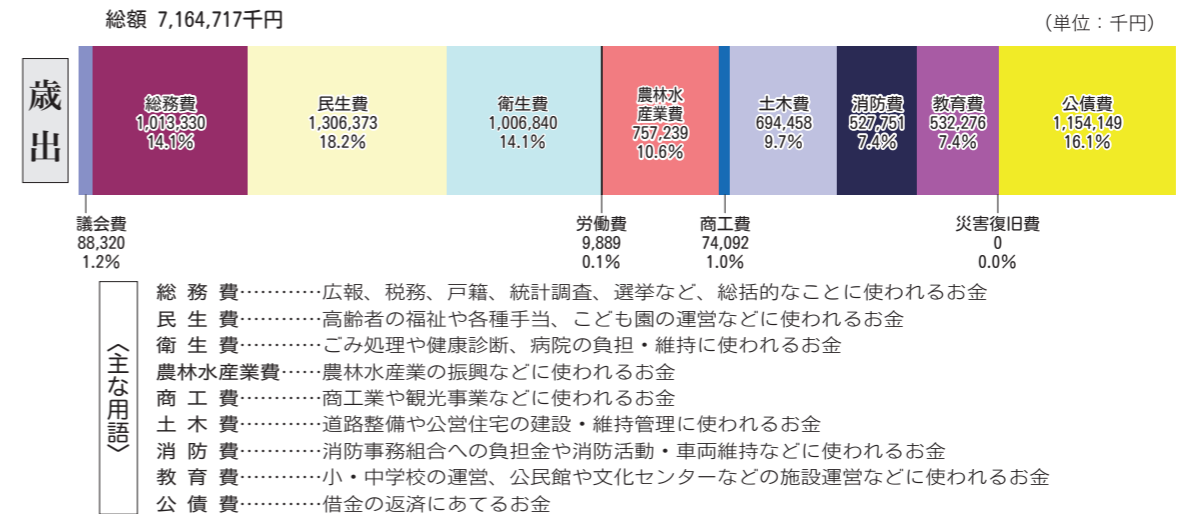 総額 7,164,717千円
（単位：千円）
歳出
総務費
1,013,330
14.1%
民生費
1,306,373
18.2%
衛生費
1,006,840
14.1%
農林水
産業費
757,239
10.6%
土木費
694,458
9.7%
消防費
527,751
7.4%
教育費
532,276
7.4%
公債費
1,154,149
16.1%
議会費
88,320
1.2%
労働費
9,889
0.1%
商工費
74,092
1.0%
災害復旧費
0
0.0%
〈主な用語〉
総務費…………広報、税務、戸籍、統計調査、選挙など、総括的なことに使われるお金
民生費…………高齢者の福祉や各種手当、こども園の運営などに使われるお金
衛生費…………ごみ処理や健康診断、病院の負担・維持に使われるお金
農林水産業費……農林水産業の振興などに使われるお金
商工費…………商工業や観光事業などに使われるお金
土木費…………道路整備や公営住宅の建設・維持管理に使われるお金
消防費…………消防事務組合への負担金や消防活動・車両維持などに使われるお金
教育費…………小・中学校の運営、公民館や文化センターなどの施設運営などに使われるお金
公債費…………借金の返済にあてるお金